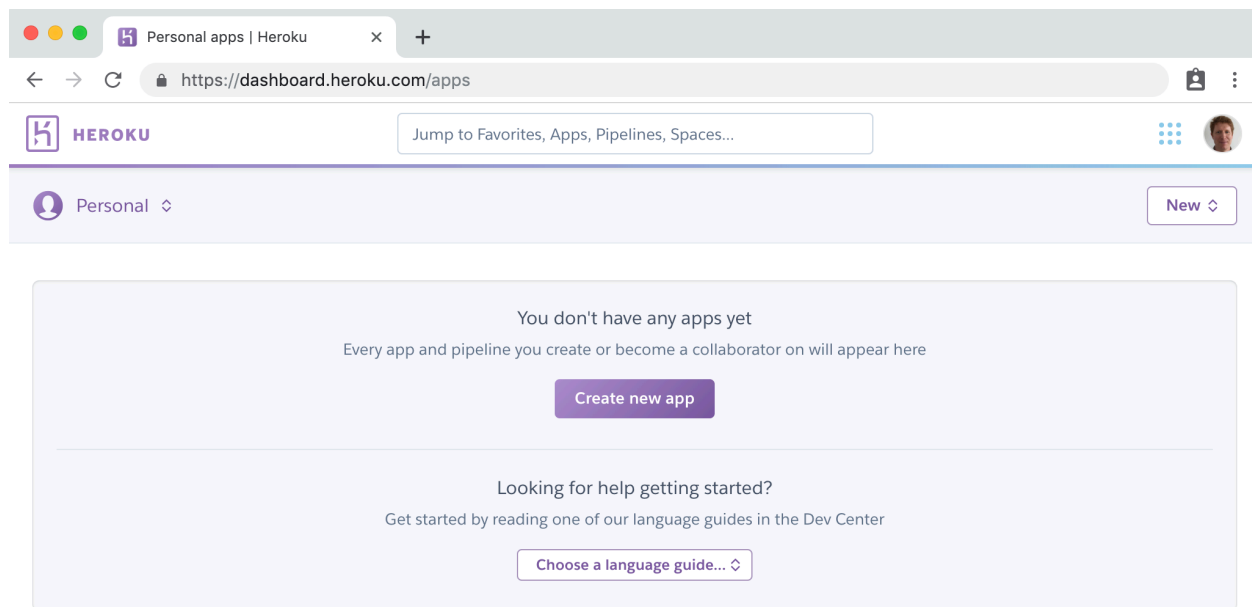 Personal apps | Heroku
https://dashboard.heroku.com/apps
HEROKU
Jump to Favorites, Apps, Pipelines, Spaces...
Personal
New
You don't have any apps yet
Every app and pipeline you create or become a collaborator on will appear here
Create new app
Looking for help getting started?
Get started by reading one of our language guides in the Dev Center
Choose a language guide...